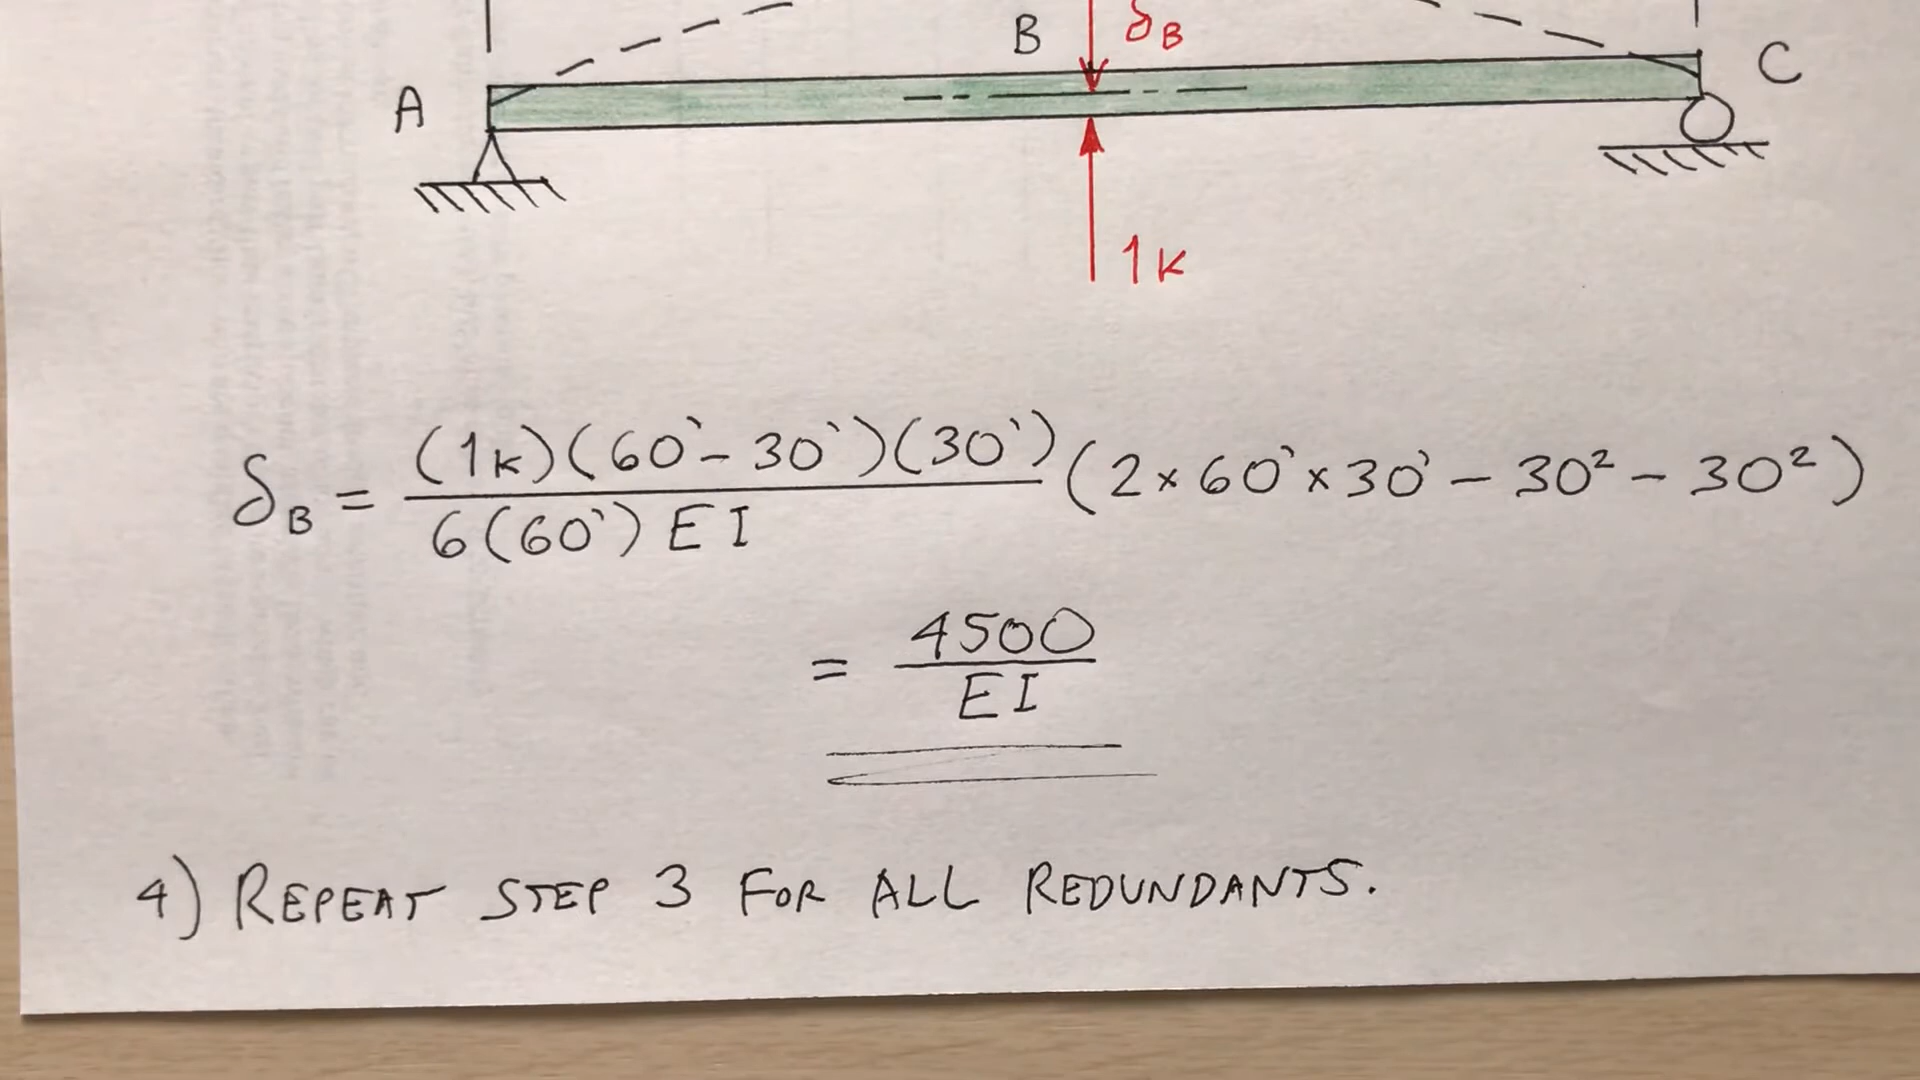 B δB
A C
1K
δB = (1K)(60'-30')(30') / 6(60') EI (2×60'×30' - 30² - 30²)
= 4500 / EI
4) REPEAT STEP 3 FOR ALL REDUNDANTS.